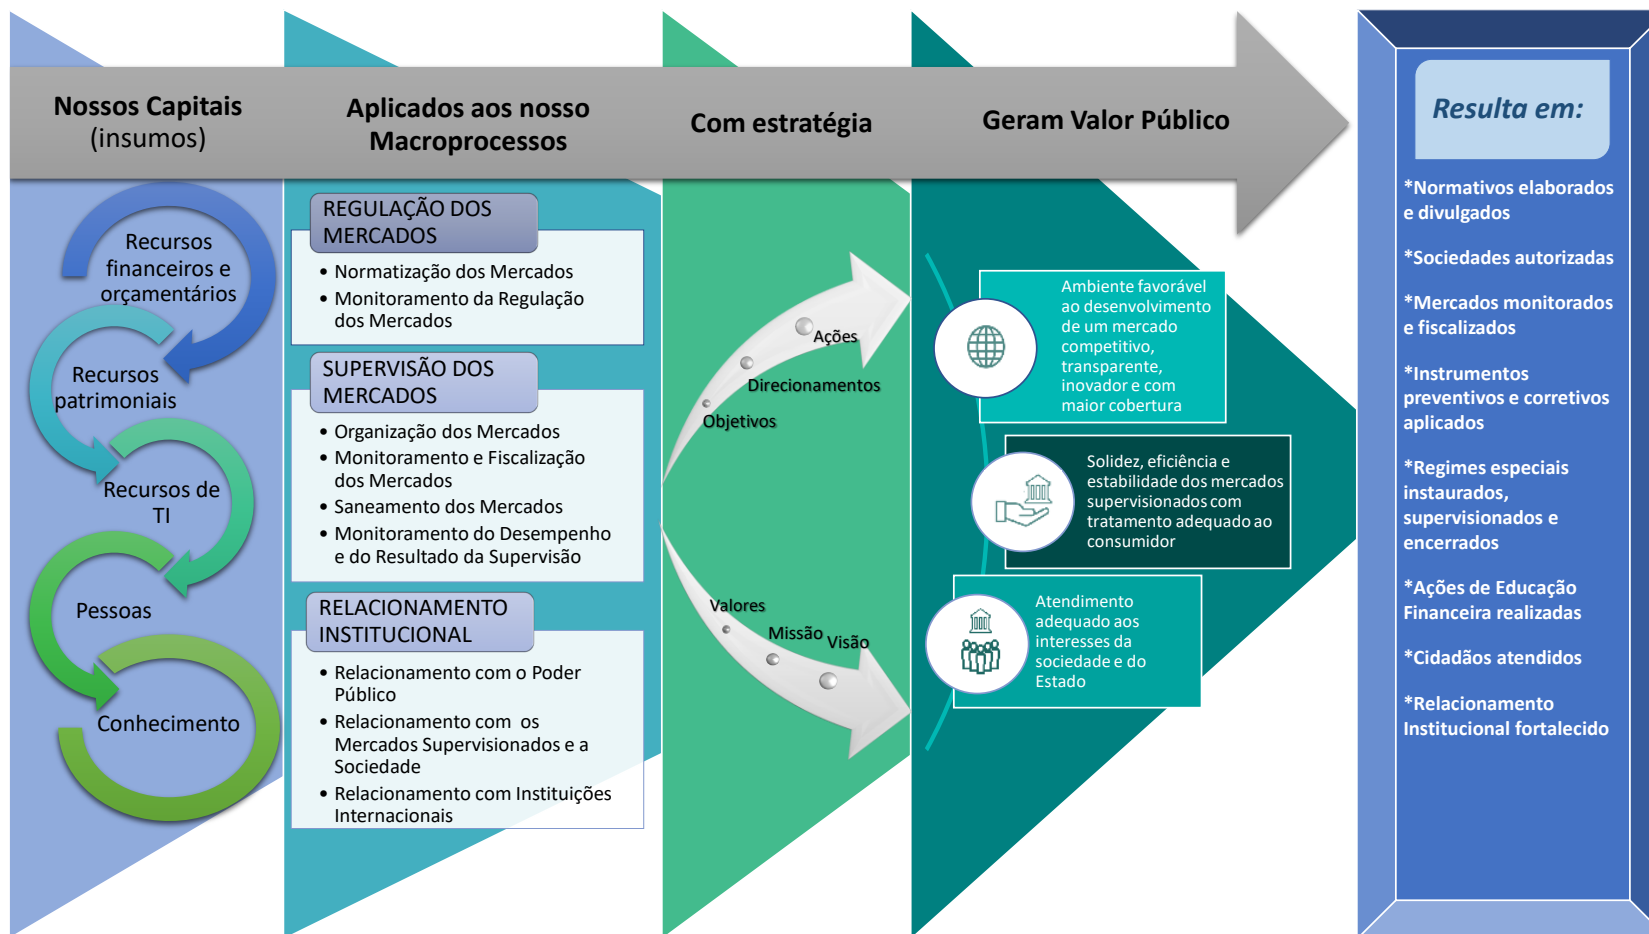 Nossos Capitais
(insumos)
Aplicados aos nosso
Macroprocessos
Com estratégia
Geram Valor Público
Resulta em:
Recursos
financeiros e
orçamentários
Recursos
patrimoniais
Recursos de
TI
Pessoas
Conhecimento
REGULAÇÃO DOS
MERCADOS
• Normatização dos Mercados
• Monitoramento da Regulação
dos Mercados
SUPERVISÃO DOS
MERCADOS
• Organização dos Mercados
• Monitoramento e Fiscalização
dos Mercados
• Saneamento dos Mercados
• Monitoramento do Desempenho
e do Resultado da Supervisão
RELACIONAMENTO
INSTITUCIONAL
• Relacionamento com o Poder
Público
• Relacionamento com os
Mercados Supervisionados e a
Sociedade
• Relacionamento com Instituições
Internacionais
Ações
Direcionamentos
Objetivos
Valores
Missão
Visão
Ambiente favorável
ao desenvolvimento
de um mercado
competitivo,
transparente,
inovador e com
maior cobertura
Solidez, eficiência e
estabilidade dos mercados
supervisionados com
tratamento adequado ao
consumidor
Atendimento
adequado aos
interesses da
sociedade e do
Estado
*Normativos elaborados
e divulgados
*Sociedades autorizadas
*Mercados monitorados
e fiscalizados
*Instrumentos
preventivos e corretivos
aplicados
*Regimes especiais
instaurados,
supervisionados e
encerrados
*Ações de Educação
Financeira realizadas
*Cidadãos atendidos
*Relacionamento
Institucional fortalecido